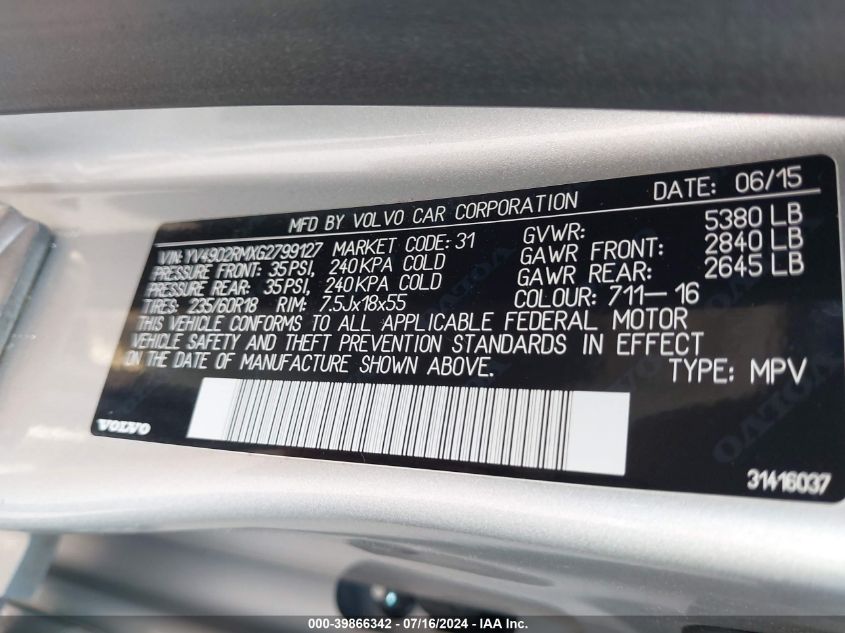 MFD BY VOLVO CAR CORPORATION DATE: 06/15
VIN: YV4902RMXG2799127 MARKET CODE: 31 GVWR: 5380 LB
PRESSURE FRONT: 35PSI, 240KPA COLD GAWR FRONT: 2840 LB
PRESSURE REAR: 35PSI, 240KPA COLD GAWR REAR: 2645 LB
TIRES: 235/60R18 RIM: 7.5Jx18x55 COLOUR: 711–16
THIS VEHICLE CONFORMS TO ALL APPLICABLE FEDERAL MOTOR
VEHICLE SAFETY AND THEFT PREVENTION STANDARDS IN EFFECT
ON THE DATE OF MANUFACTURE SHOWN ABOVE. TYPE: MPV
VOLVO
31416037
VOLVO
000-39866342 - 07/16/2024 - IAAI Inc.